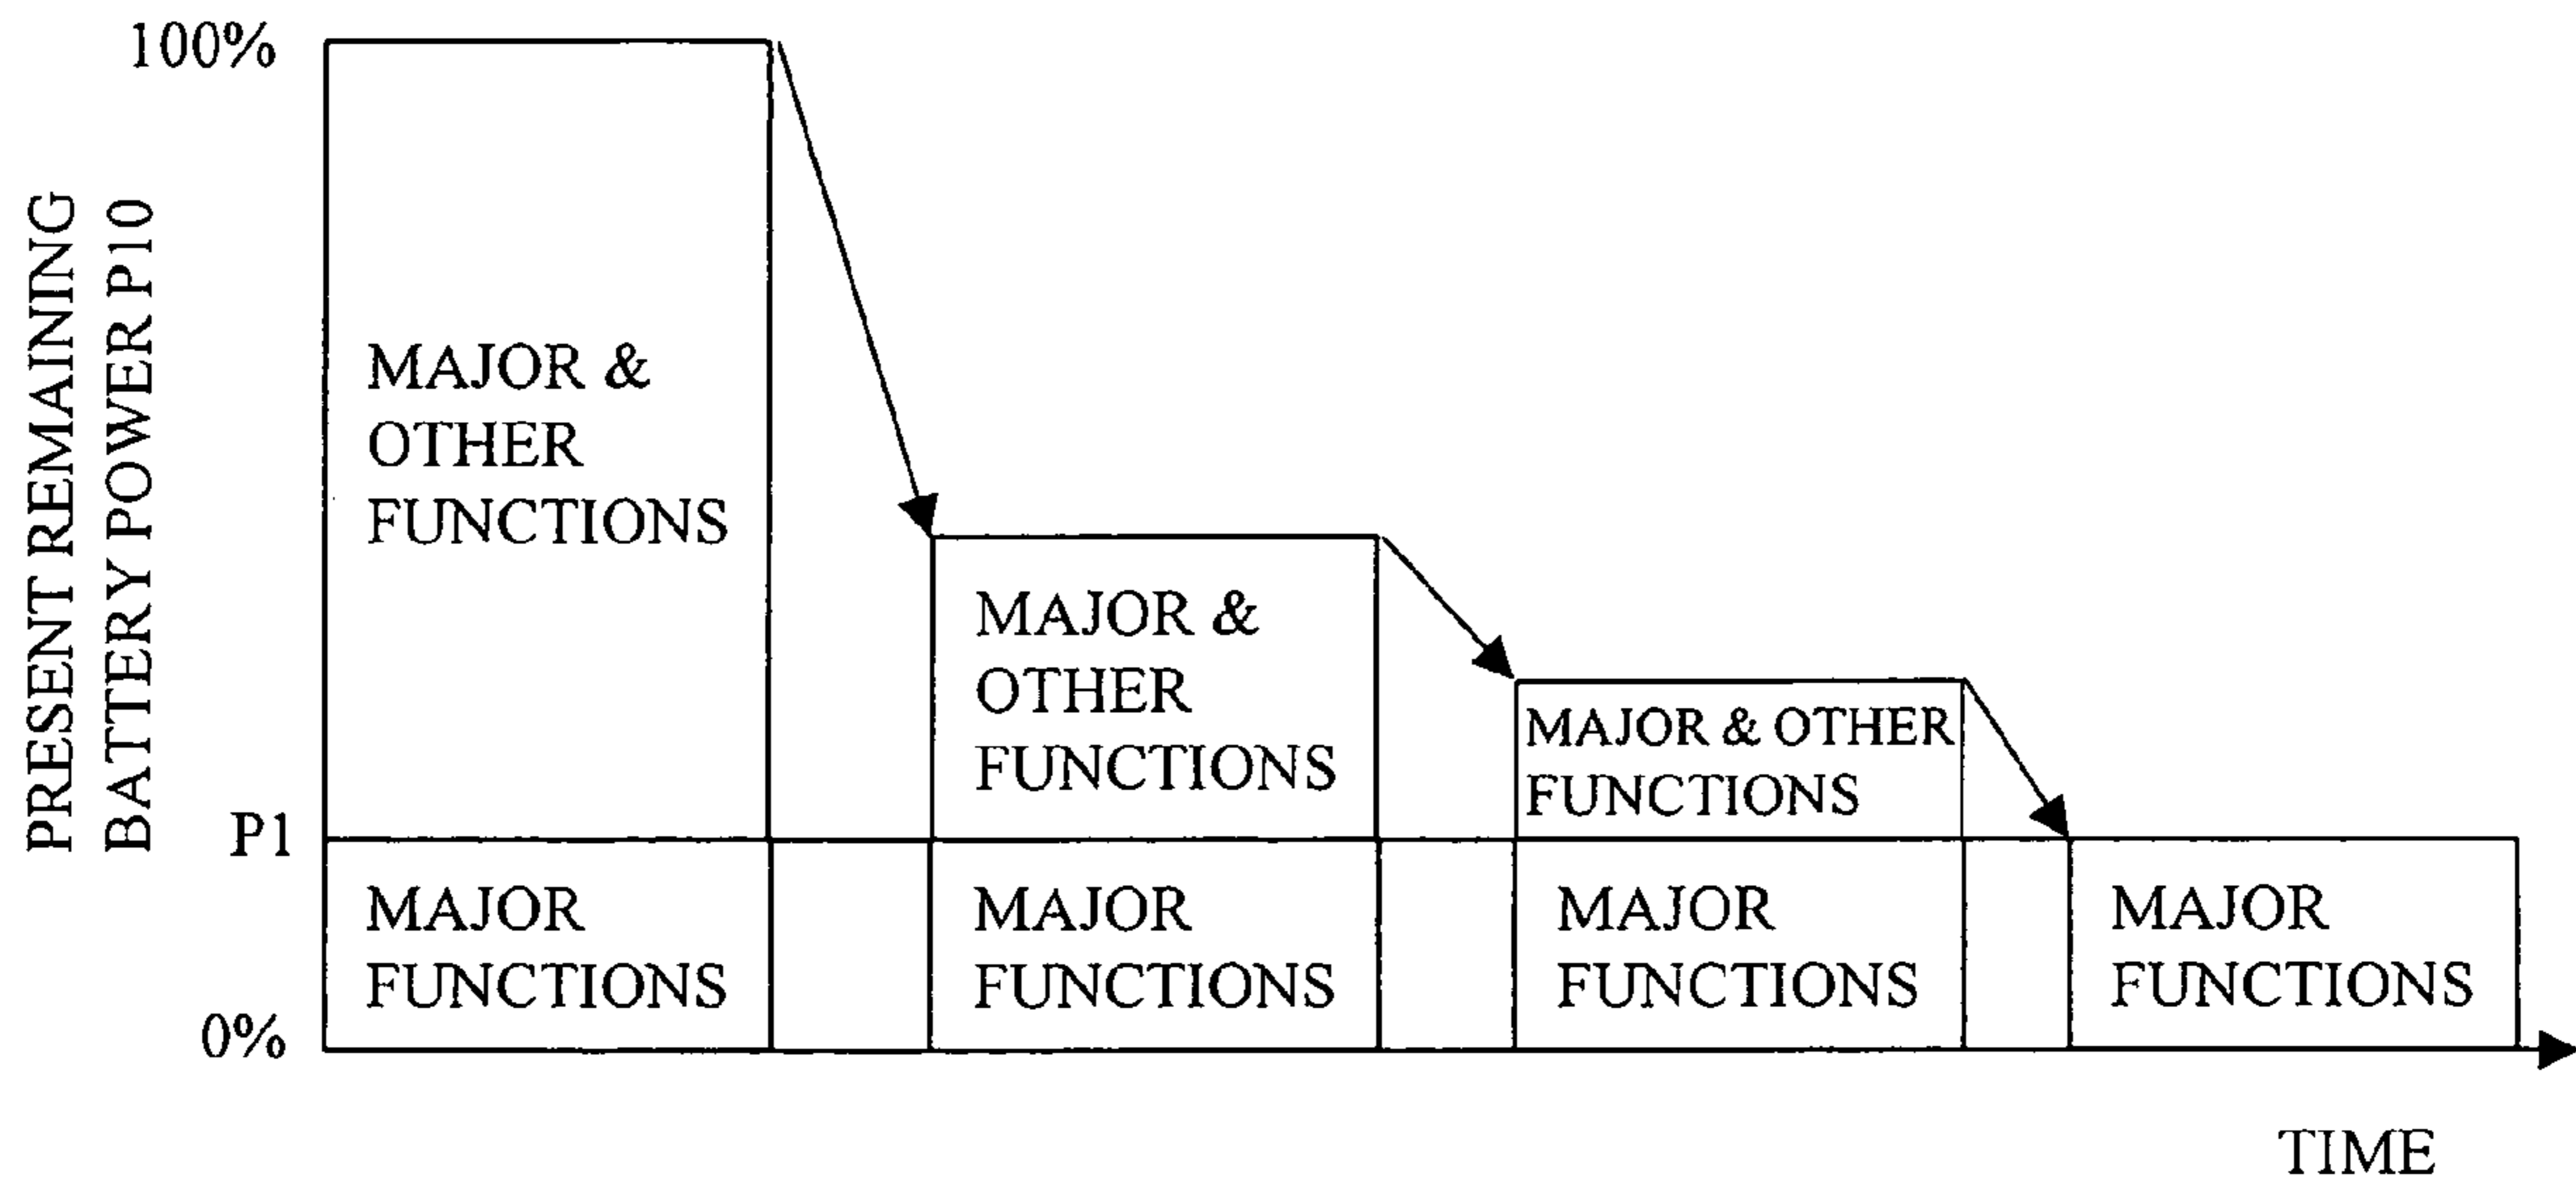 100%
PRESENT REMAINING
BATTERY POWER P10
MAJOR &
OTHER
FUNCTIONS
MAJOR &
OTHER
FUNCTIONS
MAJOR & OTHER
FUNCTIONS
P1
MAJOR
FUNCTIONS
MAJOR
FUNCTIONS
MAJOR
FUNCTIONS
MAJOR
FUNCTIONS
0%
TIME